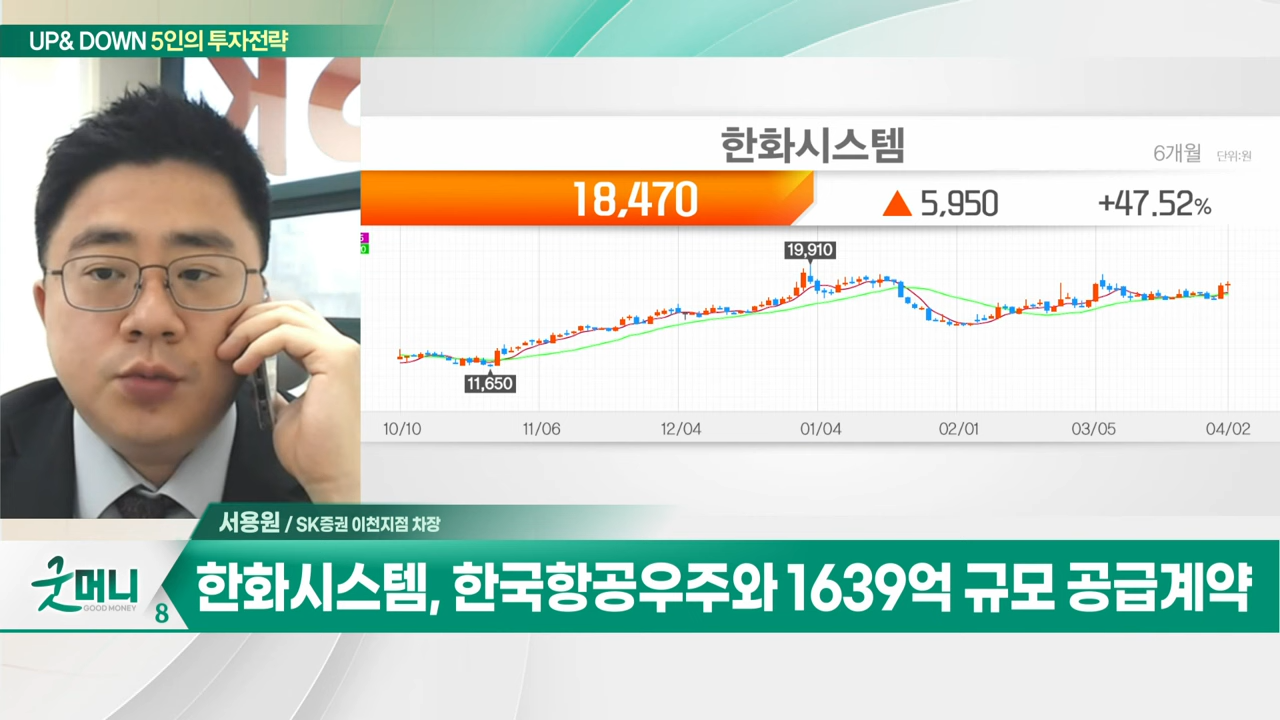 UP& DOWN 5인의 투자전략
한화시스템
6개월 단위:원
18,470 ▲ 5,950 +47.52%
19,910
11,650
10/10 11/06 12/04 01/04 02/01 03/05 04/02
서용원 / SK증권 이천지점 차장
굿머니
GOOD MONEY
8
한화시스템, 한국항공우주와 1639억 규모 공급계약